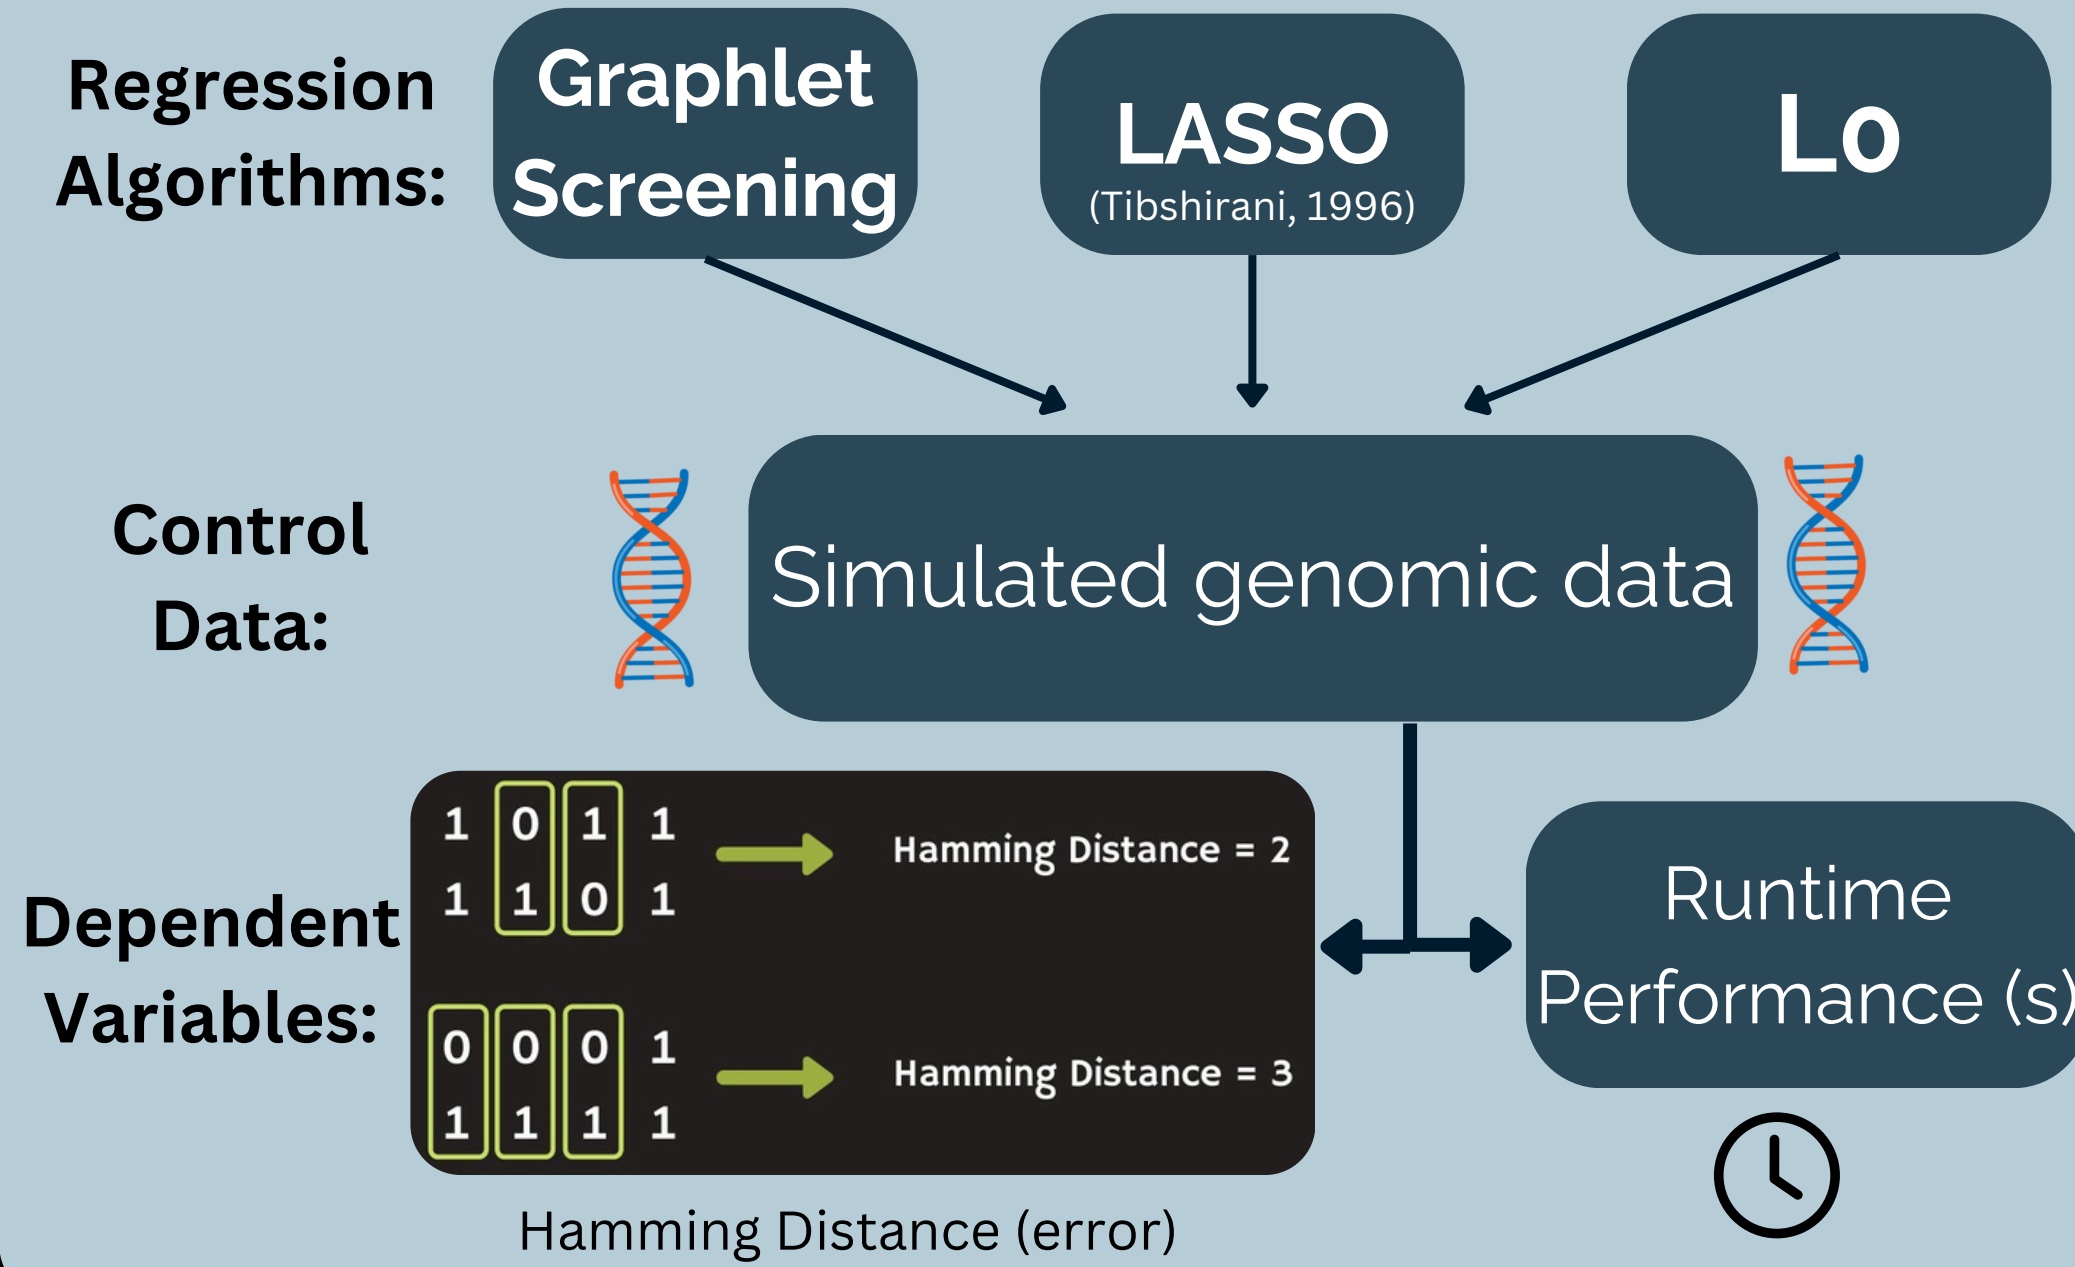 Regression
Algorithms:
Graphlet
Screening
LASSO
(Tibshirani, 1996)
Lo
Control
Data:
Simulated genomic data
Dependent
Variables:
1 0 1 1
1 1 0 1
Hamming Distance = 2
0 0 0 1
1 1 1 1
Hamming Distance = 3
Hamming Distance (error)
Runtime
Performance (s)